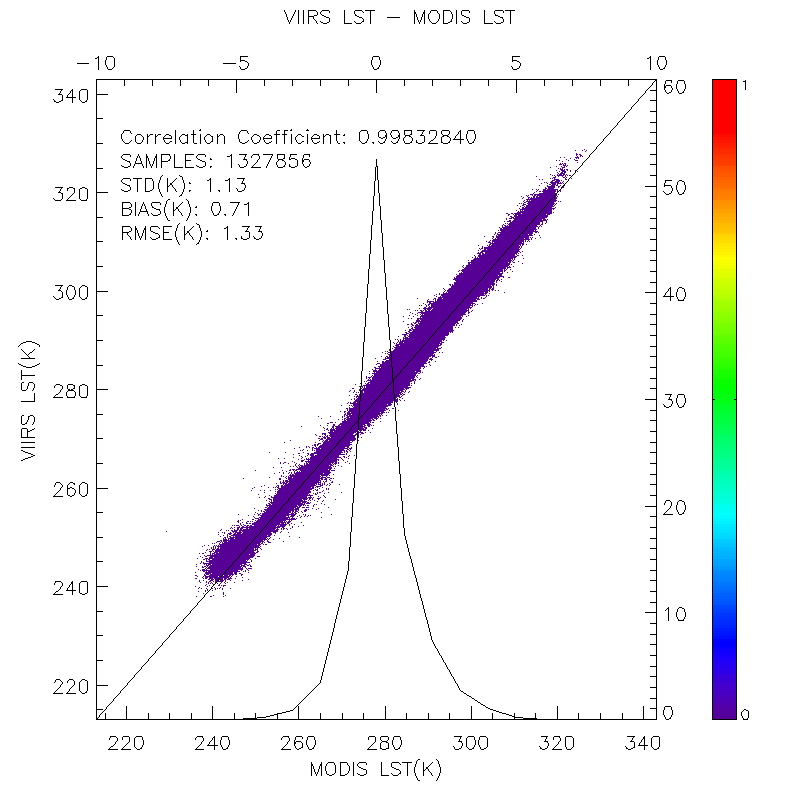 VIIRS LST - MODIS LST
-10 -5 0 5 10
340 60 1
Correlation Coefficient: 0.99832840
SAMPLES: 1327856
STD(K): 1.13
BIAS(K): 0.71
RMSE(K): 1.33
320 50
300 40
280 30
260 20
240 10
220 0 0
VIIRS LST(K)
220 240 260 280 300 320 340
MODIS LST(K)